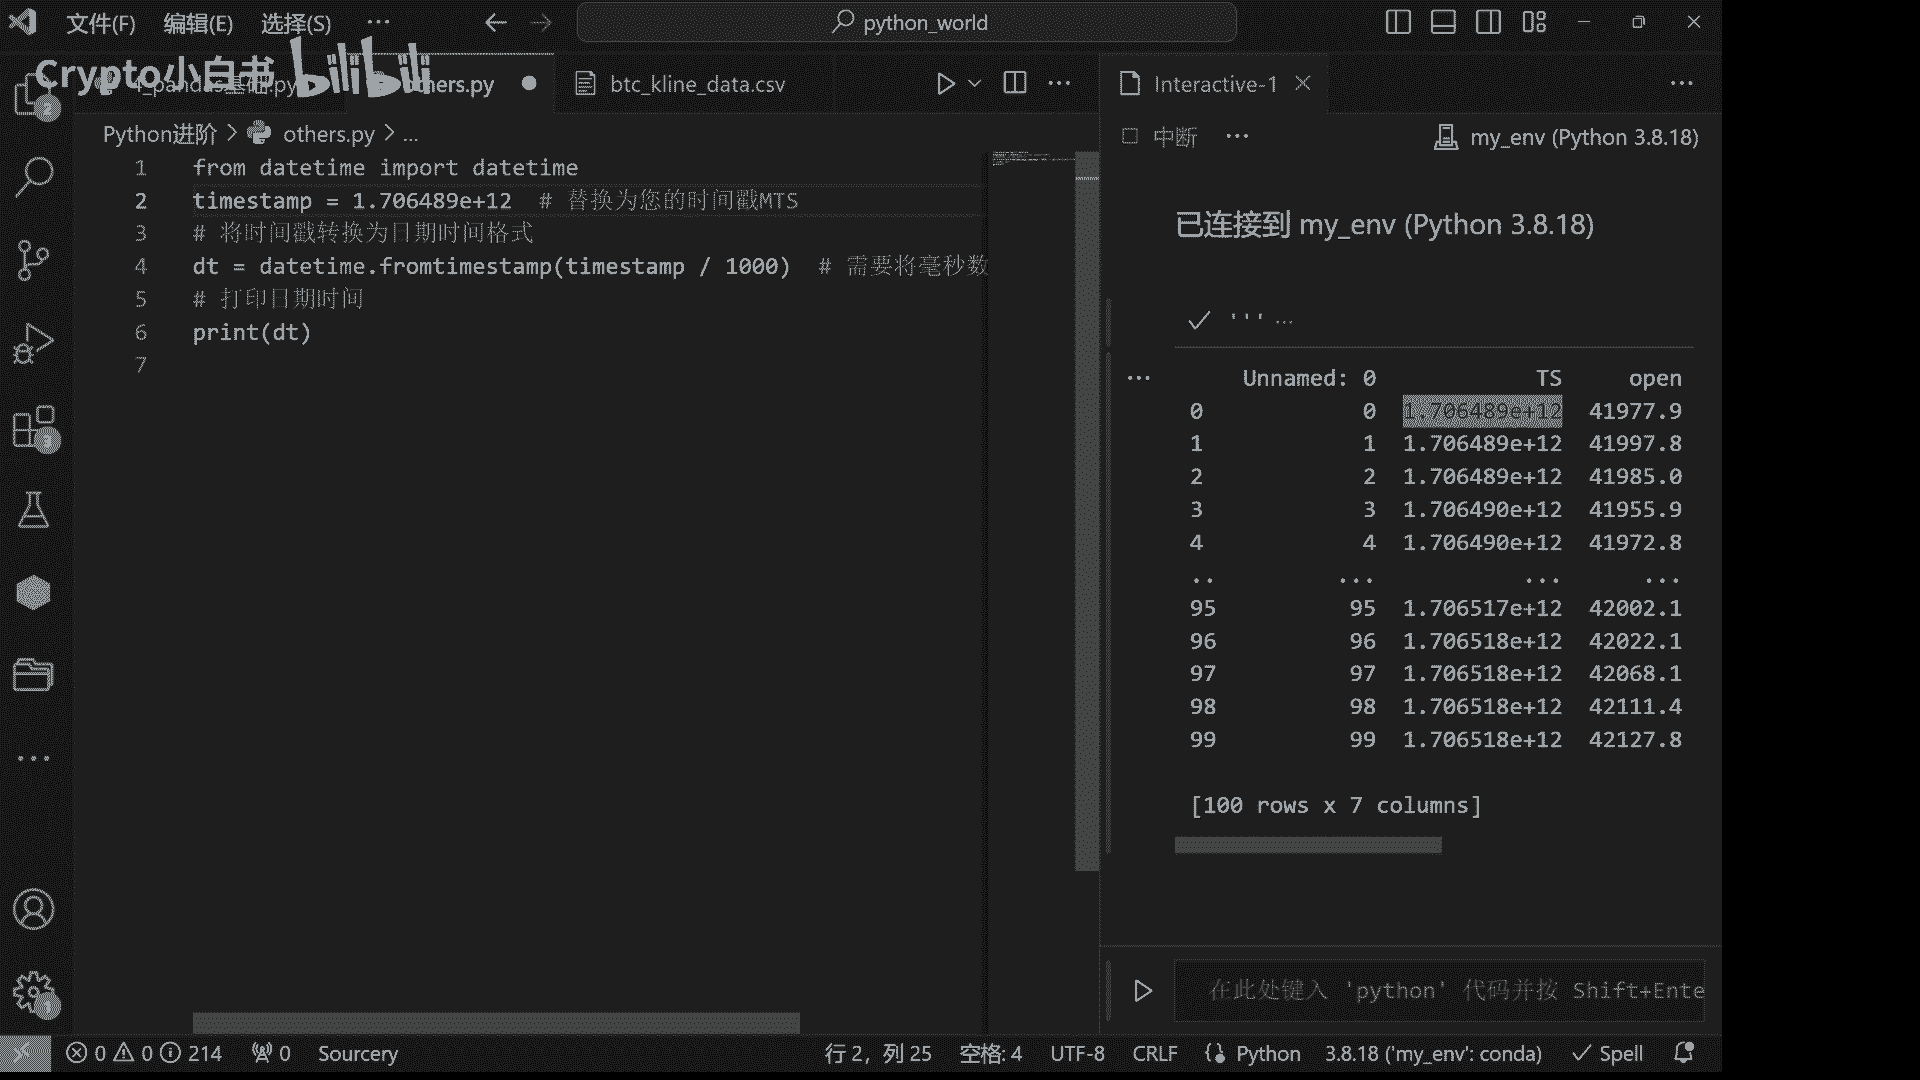 文件(F) 编辑(E) 选择(S) ··· python_world
Crypto小白书 bilibili
4_pandas基础.py others.py btc_kline_data.csv Interactive-1
Python进阶 > others.py > ...
中断 ··· my_env (Python 3.8.18)
1 from datetime import datetime
2 timestamp = 1.706489e+12 # 替换为您的时间戳MTS
3 # 将时间戳转换为日期时间格式
4 dt = datetime.fromtimestamp(timestamp / 1000) # 需要将毫秒数
5 # 打印日期时间
6 print(dt)
7
已连接到 my_env (Python 3.8.18)
''' ...
Unnamed: 0 TS open
0 0 1.706489e+12 41977.9
1 1 1.706489e+12 41997.8
2 2 1.706489e+12 41985.0
3 3 1.706490e+12 41955.9
4 4 1.706490e+12 41972.8
.. ... ... ...
95 95 1.706517e+12 42002.1
96 96 1.706518e+12 42022.1
97 97 1.706518e+12 42068.1
98 98 1.706518e+12 42111.4
99 99 1.706518e+12 42127.8
[100 rows x 7 columns]
在此处键入 'python' 代码并按 Shift+Ente
2
3
1
0 0 214 0 Sourcery 行 2, 列 25 空格: 4 UTF-8 CRLF Python 3.8.18 ('my_env': conda) Spell